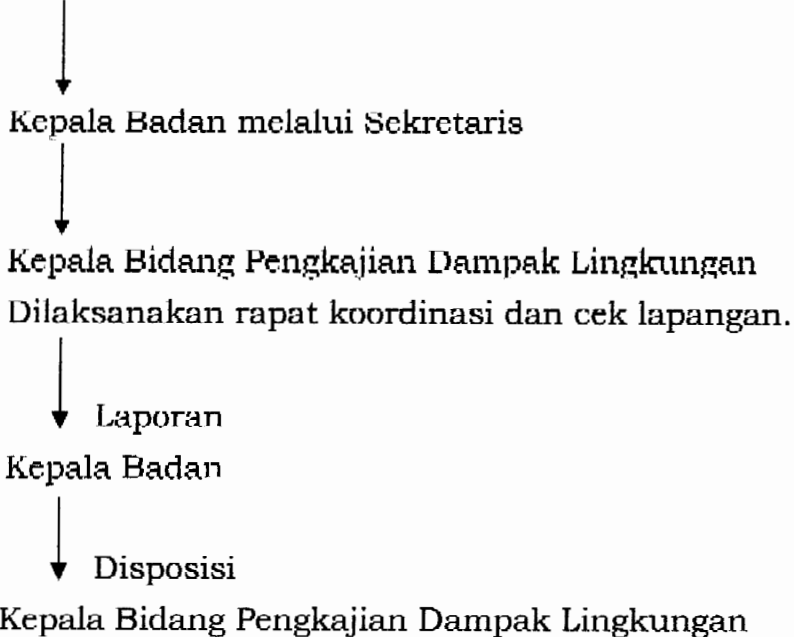 Kepala Badan melalui Sekretaris
Kepala Bidang Pengkajian Dampak Lingkungan
Dilaksanakan rapat koordinasi dan cek lapangan.
Laporan
Kepala Badan
Disposisi
Kepala Bidang Pengkajian Dampak Lingkungan